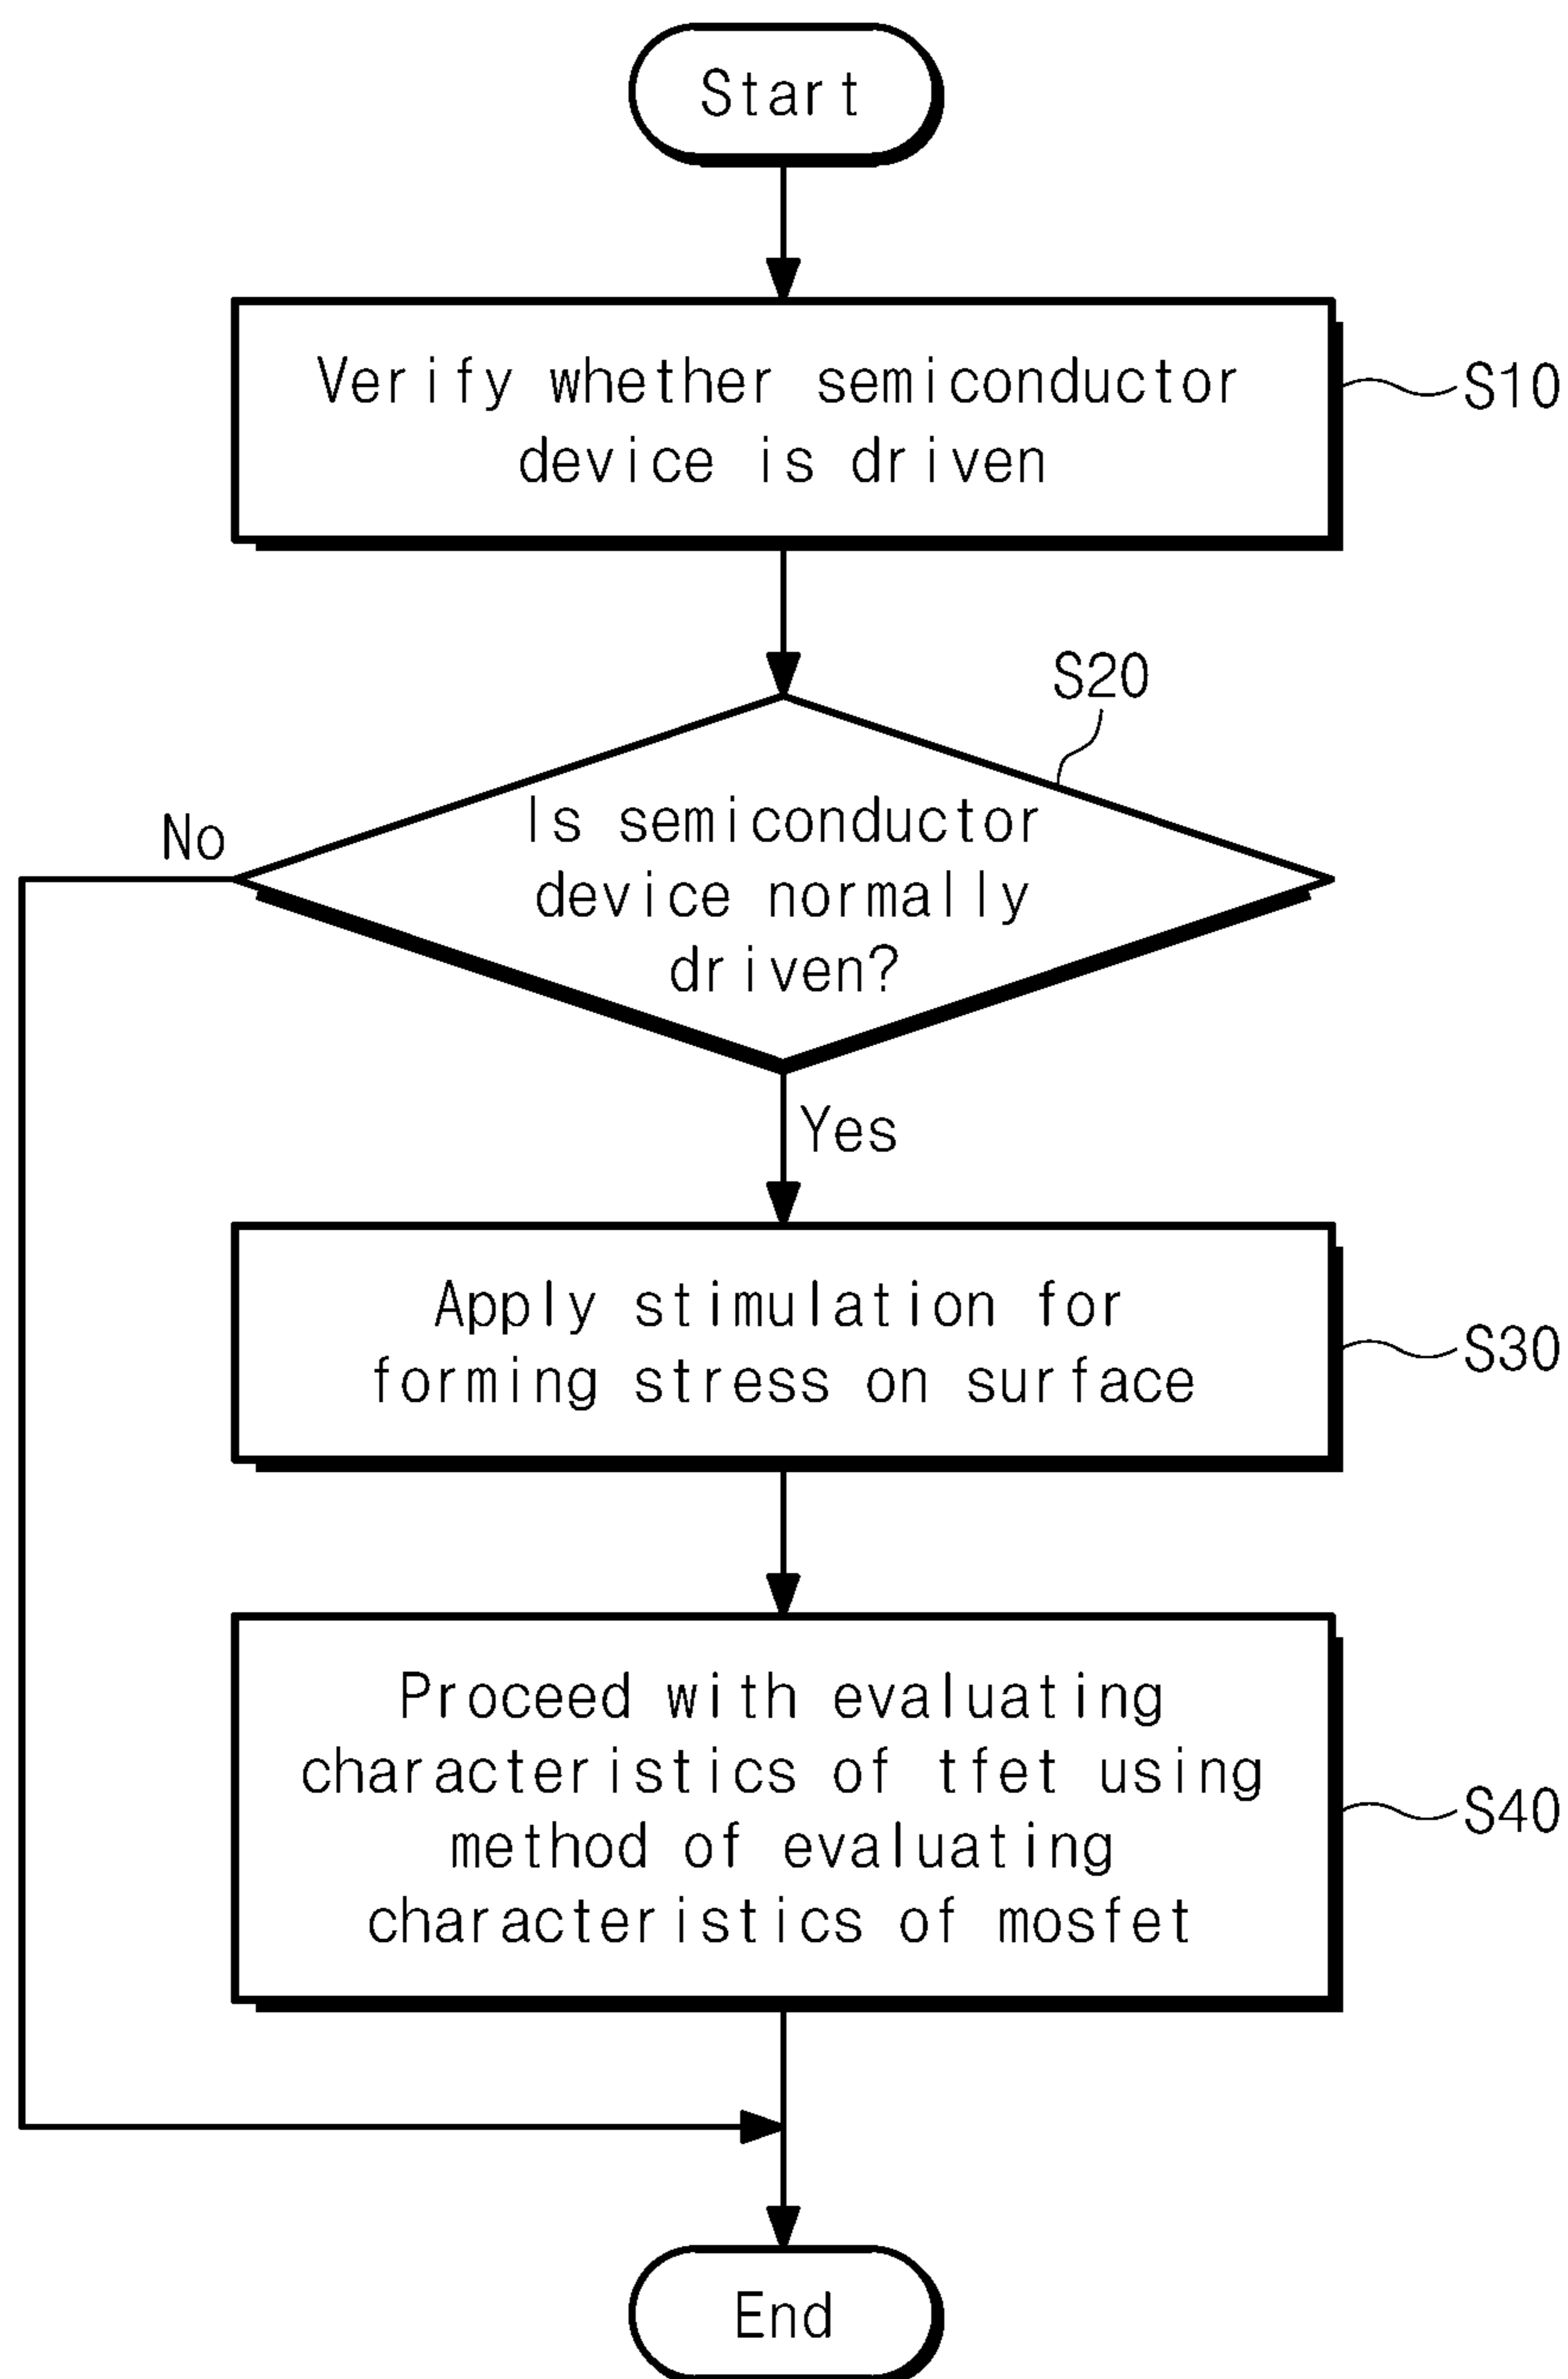 Start
Verify whether semiconductor
device is driven
S10
S20
Is semiconductor
device normally
driven?
No
Yes
Apply stimulation for
forming stress on surface
S30
Proceed with evaluating
characteristics of tfet using
method of evaluating
characteristics of mosfet
S40
End